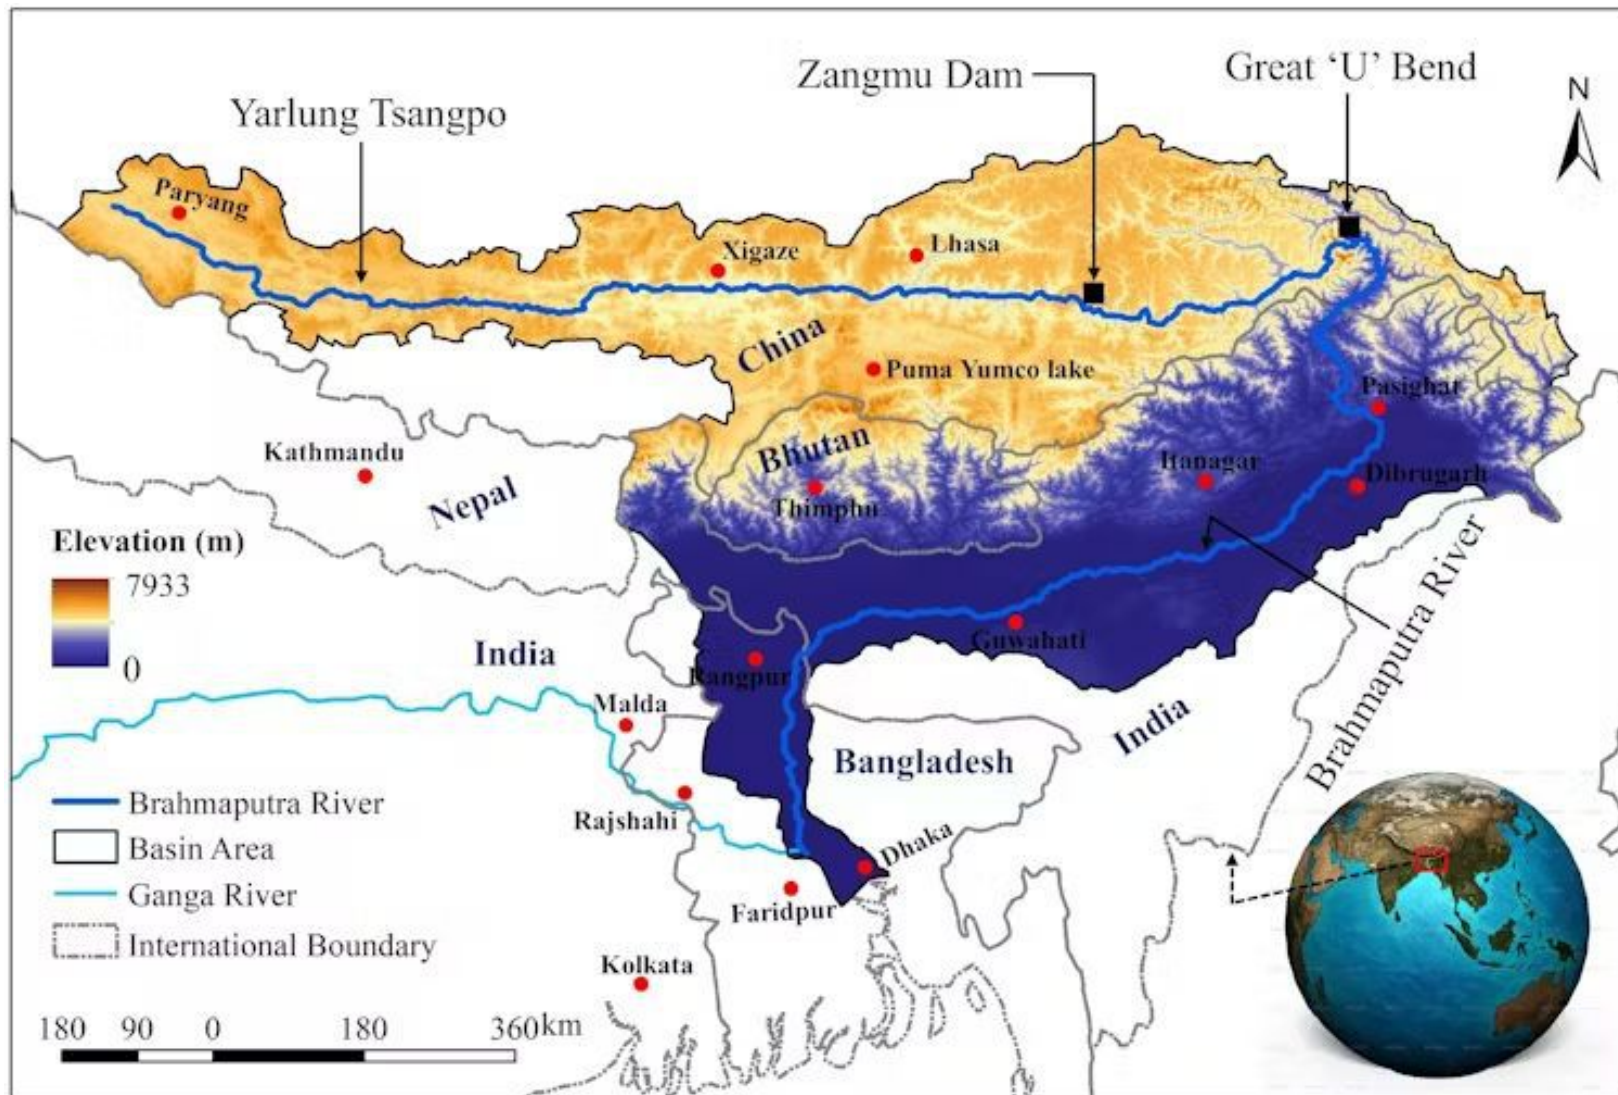 Great ‘U’ Bend
Zangmu Dam
N
Yarlung Tsangpo
Paryang
Xigaze
Lhasa
China
Puma Yumco lake
Pasighat
Bhutan
Kathmandu
Itanagar
Dibrugarh
Nepal
Thimphu
Elevation (m)
7933
0
Brahmaputra River
Guwahati
India
Rangpur
Malda
India
Bangladesh
Brahmaputra River
Rajshahi
Basin Area
Dhaka
Ganga River
Faridpur
International Boundary
Kolkata
180 90 0 180 360km